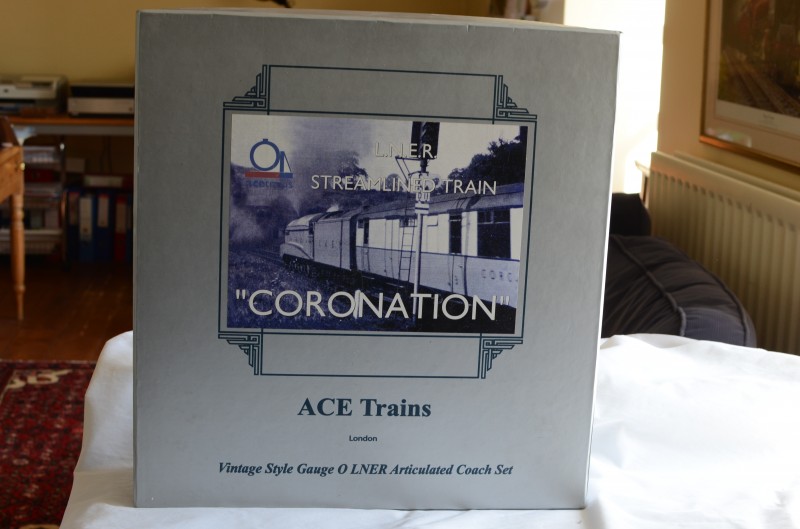 L.N.E.R.
STREAMLINED TRAIN
"CORONATION"
ACE Trains
London
Vintage Style Gauge O LNER Articulated Coach Set